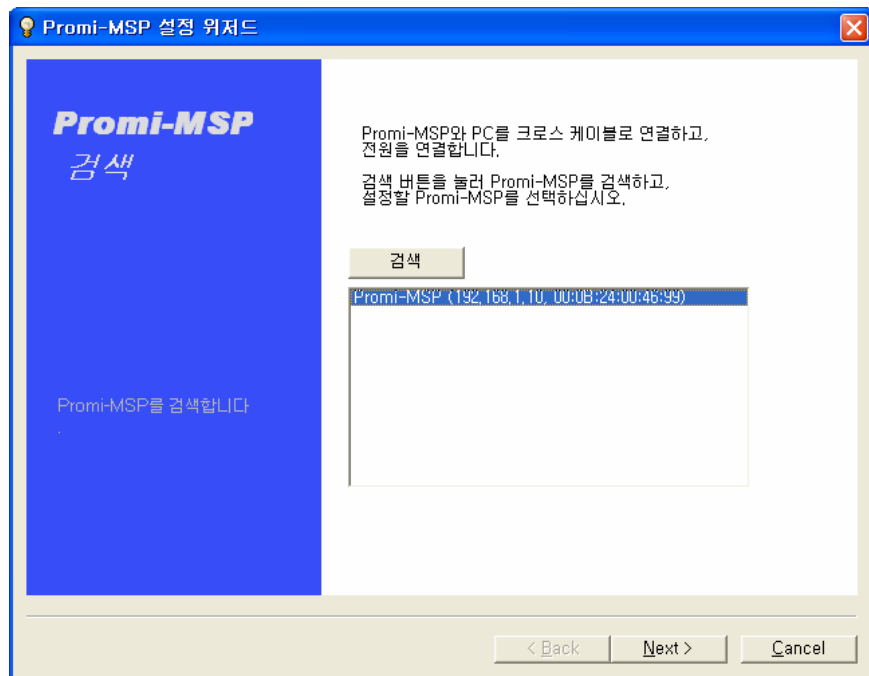 Promi-MSP 설정 위저드
Promi-MSP
검색
Promi-MSP와 PC를 크로스 케이블로 연결하고,
전원을 연결합니다.
검색 버튼을 눌러 Promi-MSP를 검색하고,
설정할 Promi-MSP를 선택하십시오.
검색
Promi-MSP (192,168,1,10, 00:0B:24:00:46:99)
Promi-MSP를 검색합니다
.
< Back
Next >
Cancel